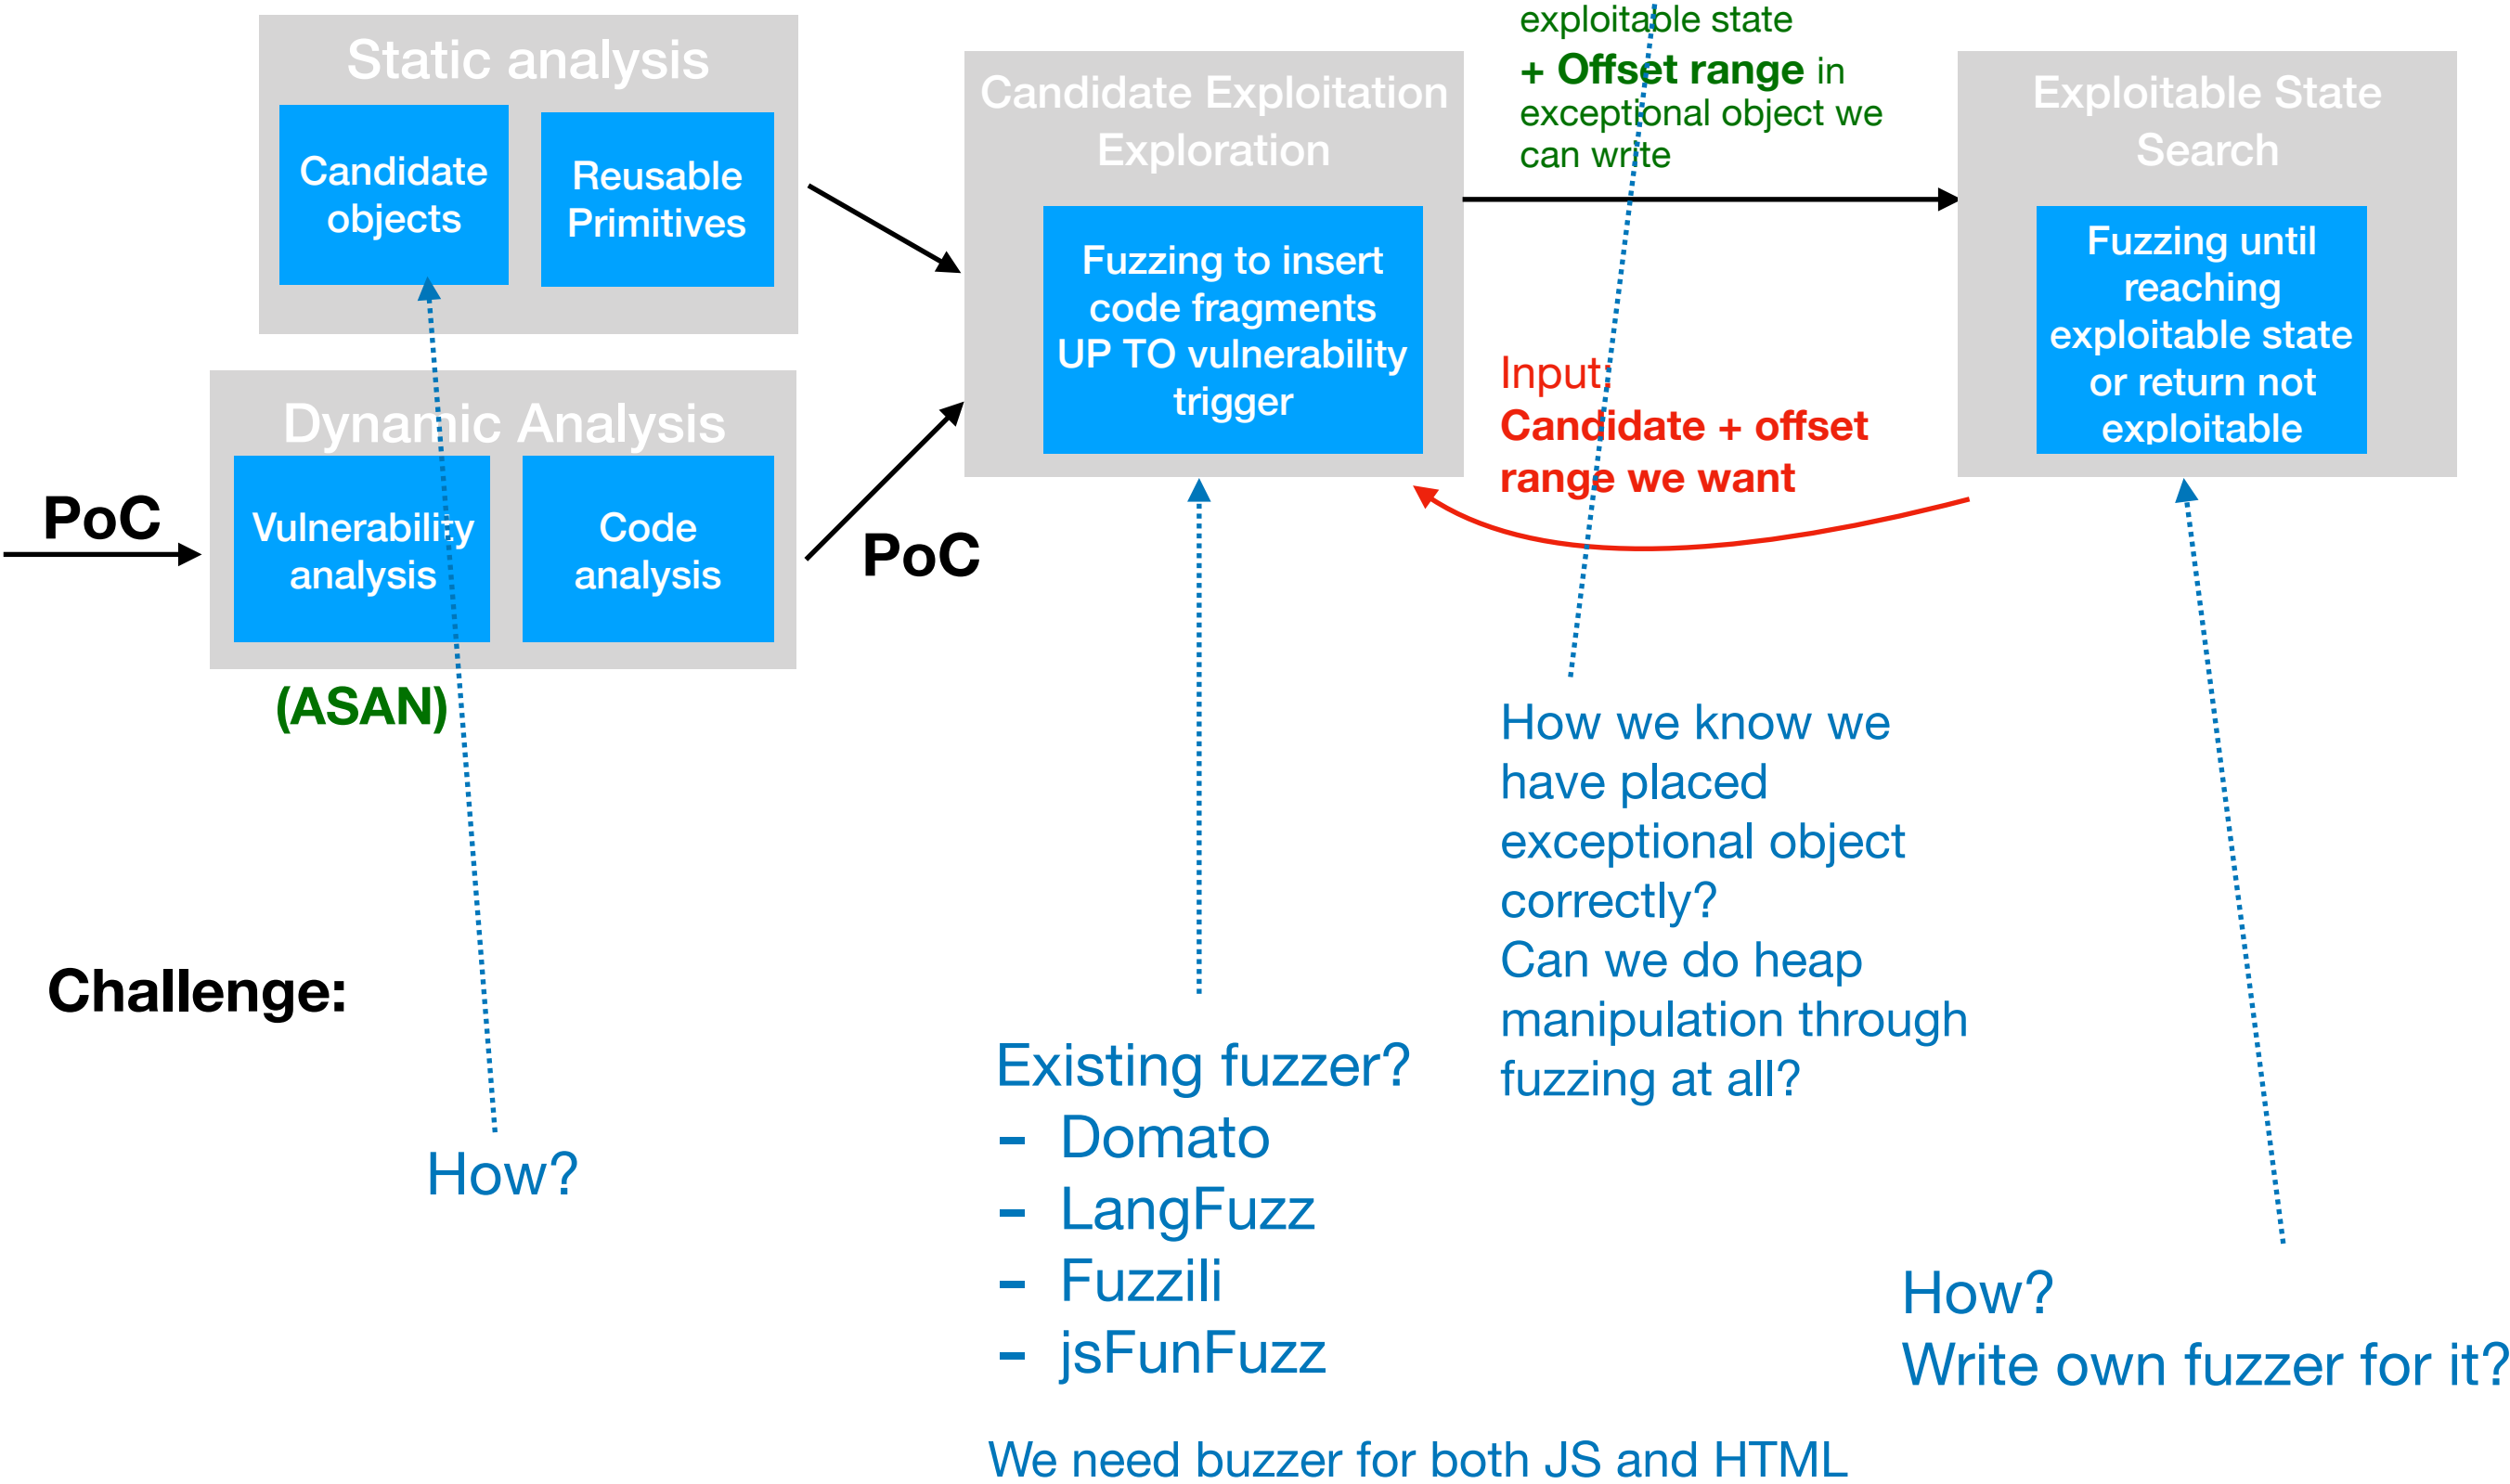 Static analysis
Candidate
objects
Reusable
Primitives
Dynamic Analysis
Vulnerability
analysis
Code
analysis
PoC
(ASAN)
PoC
Candidate Exploitation
Exploration
Fuzzing to insert
code fragments
UP TO vulnerability
trigger
exploitable state
+ Offset range in
exceptional object we
can write
Input:
Candidate + offset
range we want
Exploitable State
Search
Fuzzing until
reaching
exploitable state
or return not
exploitable
Challenge:
How?
Existing fuzzer?
- Domato
- LangFuzz
- Fuzzili
- jsFunFuzz
We need buzzer for both JS and HTML
How we know we
have placed
exceptional object
correctly?
Can we do heap
manipulation through
fuzzing at all?
How?
Write own fuzzer for it?